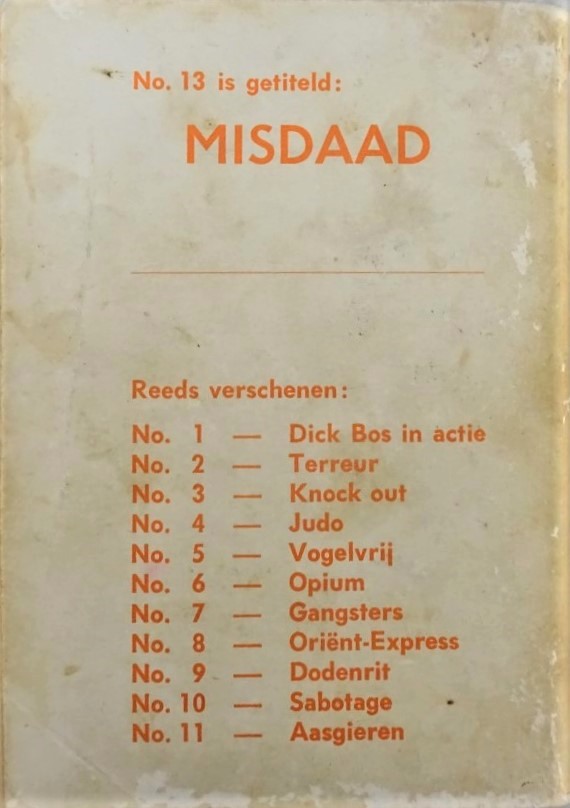 No. 13 is getiteld:
MISDAAD
Reeds verschenen:
No. 1 — Dick Bos in actie
No. 2 — Terreur
No. 3 — Knock out
No. 4 — Judo
No. 5 — Vogelvrij
No. 6 — Opium
No. 7 — Gangsters
No. 8 — Oriënt-Express
No. 9 — Dodenrit
No. 10 — Sabotage
No. 11 — Aasgieren